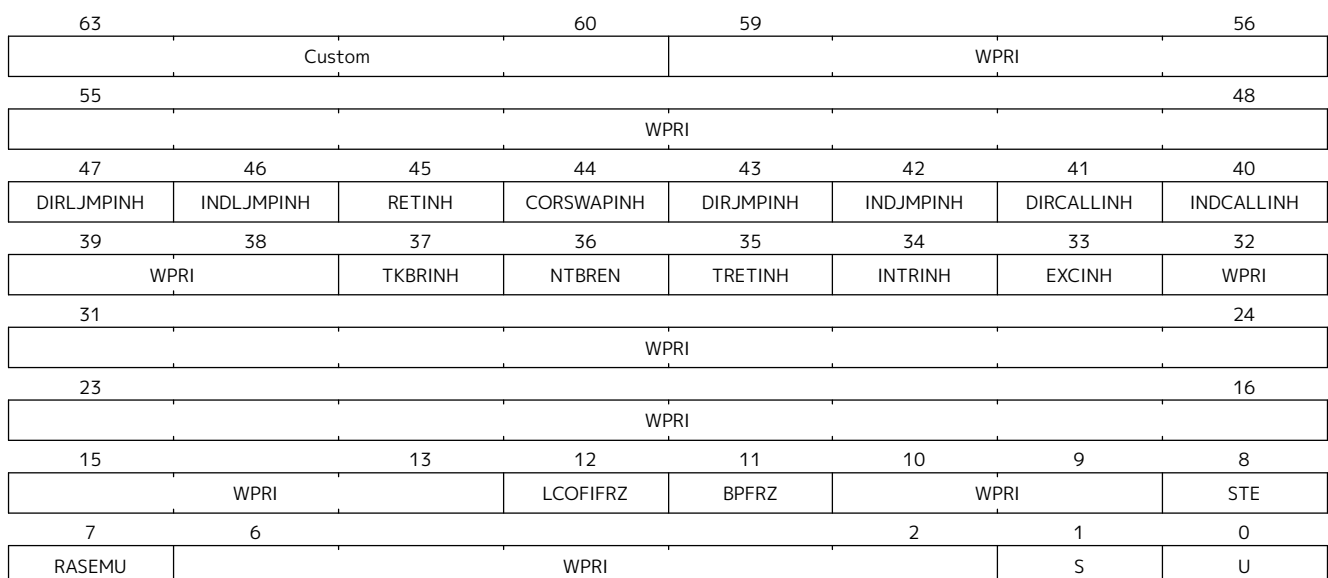 63 60 59 56
Custom WPRI
55 48
WPRI
47 46 45 44 43 42 41 40
DIRLJMPINH INDLJMPINH RETINH CORSWAPINH DIRJMPINH INDJMPINH DIRCALLINH INDCALLINH
39 38 37 36 35 34 33 32
WPRI TKBRINH NTBREN TRETINH INTRINH EXCINH WPRI
31 24
WPRI
23 16
WPRI
15 13 12 11 10 9 8
WPRI LCOFIFRZ BPFRZ WPRI STE
7 6 2 1 0
RASEMU WPRI S U